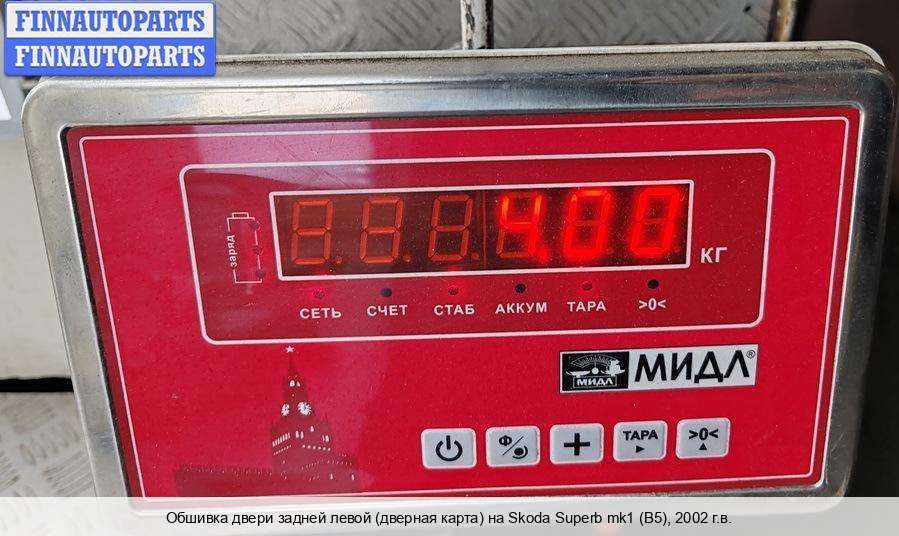 FINNAUTOPARTS
FINNAUTOPARTS
4.00
КГ
заряд
СЕТЬ СЧЕТ СТАБ АККУМ ТАРА >0<
МИДЛ МИДЛ®
Ф ТАРА >0<
Обшивка двери задней левой (дверная карта) на Skoda Superb mk1 (B5), 2002 г.в.